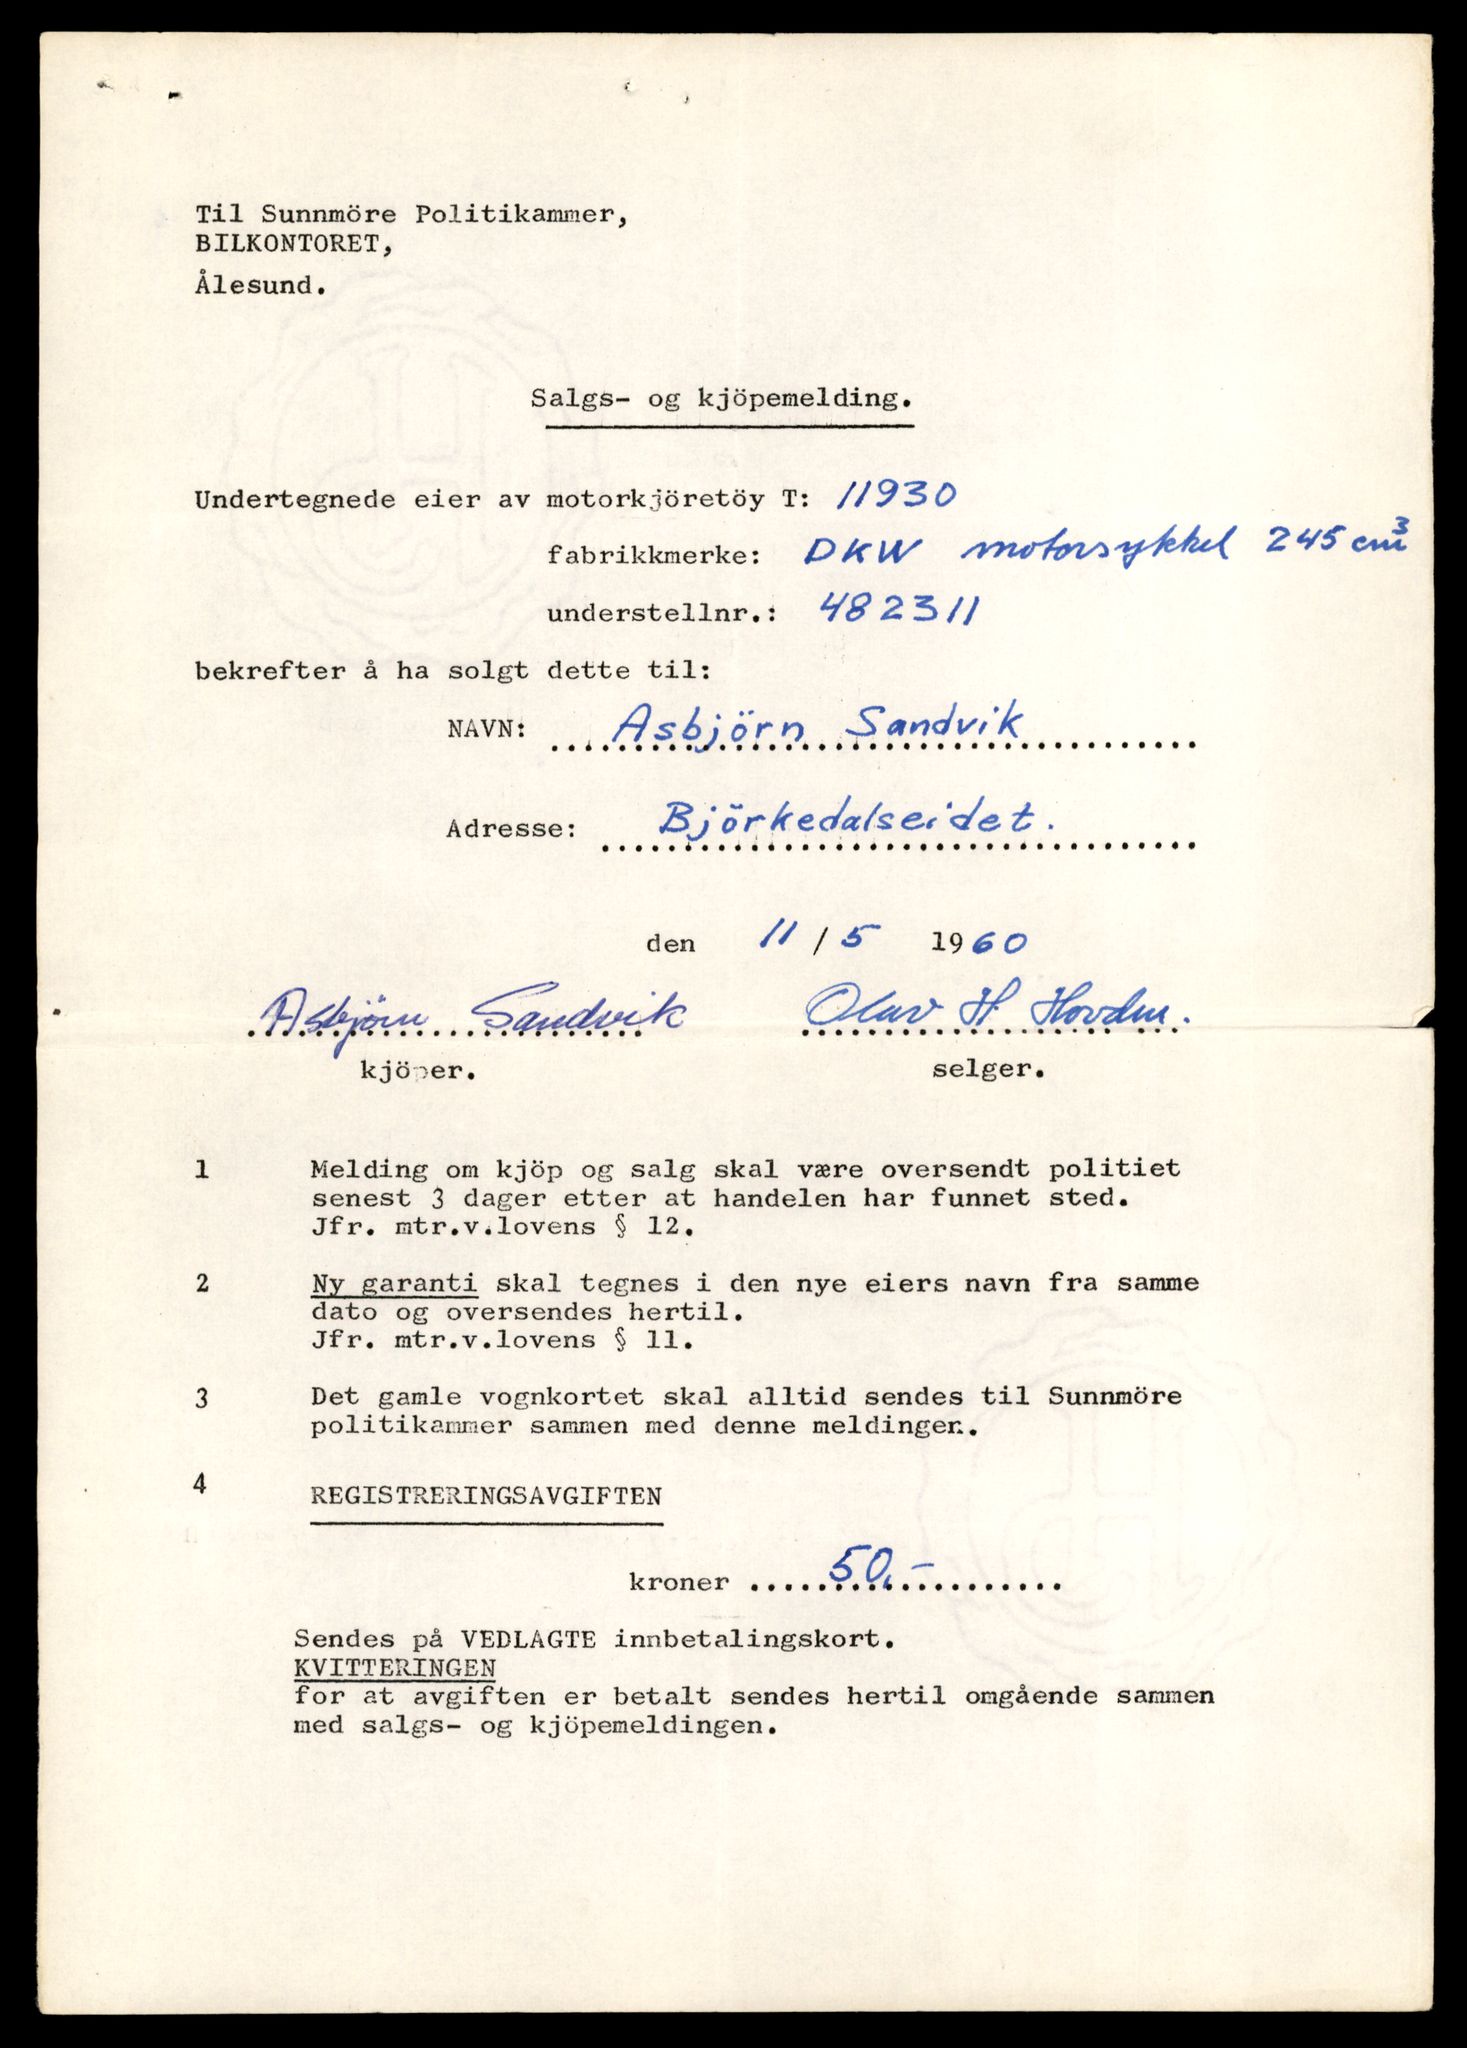 Til Sunnmöre Politikammer,
BILKONTORET,
Ålesund.
Salgs- og kjöpemelding.
Undertegnede eier av motorkjöretöy T: 11930
fabrikkmerke: DKW motorsykkel 245 cm³
understellnr.: 482311
bekrefter å ha solgt dette til:
NAVN: Asbjörn Sandvik
Adresse: Björkedalseidet.
den 11/5 1960
Asbjörn Sandvik Olav H. Hovden.
kjöper. selger.
1 Melding om kjöp og salg skal være oversendt politiet
senest 3 dager etter at handelen har funnet sted.
Jfr. mtr.v.lovens § 12.
2 Ny garanti skal tegnes i den nye eiers navn fra samme
dato og oversendes hertil.
Jfr. mtr.v.lovens § 11.
3 Det gamle vognkortet skal alltid sendes til Sunnmöre
politikammer sammen med denne meldingen.
4 REGISTRERINGSAVGIFTEN
kroner 50,-
Sendes på VEDLAGTE innbetalingskort.
KVITTERINGEN
for at avgiften er betalt sendes hertil omgående sammen
med salgs- og kjöpemeldingen.